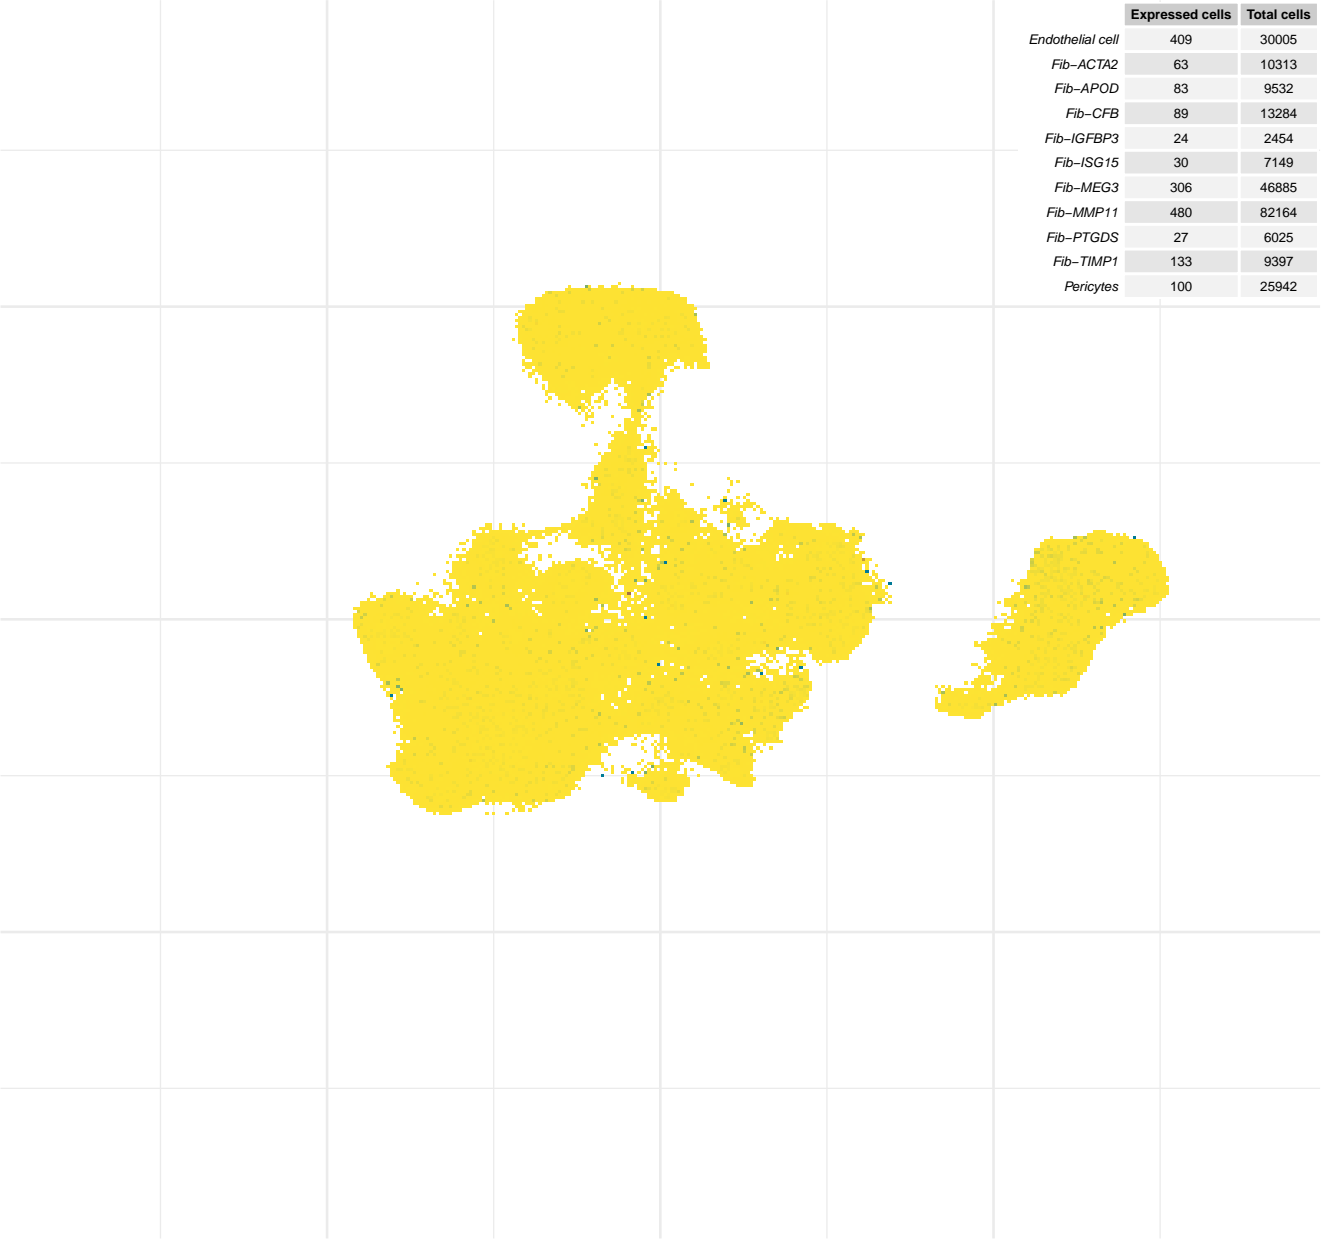 Expressed cells Total cells
Endothelial cell 409 30005
Fib−ACTA2 63 10313
Fib−APOD 83 9532
Fib−CFB 89 13284
Fib−IGFBP3 24 2454
Fib−ISG15 30 7149
Fib−MEG3 306 46885
Fib−MMP11 480 82164
Fib−PTGDS 27 6025
Fib−TIMP1 133 9397
Pericytes 100 25942